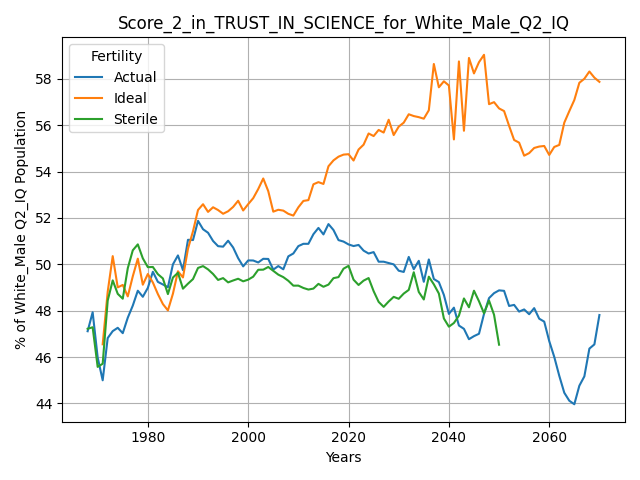 Score_2_in_TRUST_IN_SCIENCE_for_White_Male_Q2_IQ
Fertility
Actual
Ideal
Sterile
% of White_Male Q2_IQ Population
58
56
54
52
50
48
46
44
1980
2000
2020
2040
2060
Years